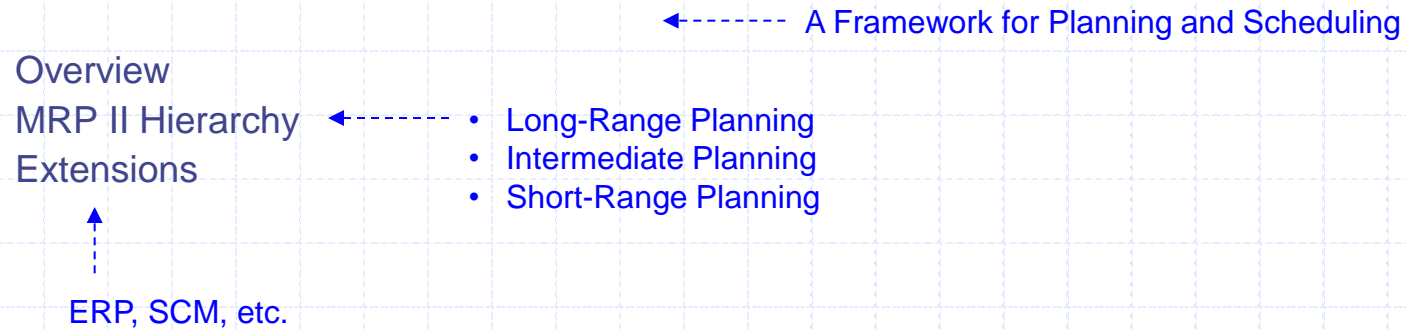 A Framework for Planning and Scheduling
Overview
MRP II Hierarchy
Extensions
• Long-Range Planning
• Intermediate Planning
• Short-Range Planning
ERP, SCM, etc.